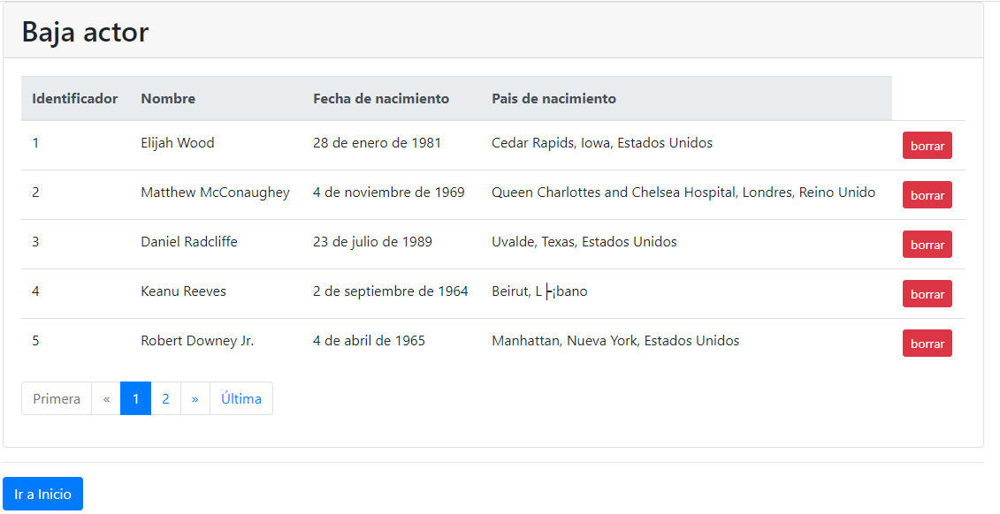 Baja actor
Identificador Nombre Fecha de nacimiento Pais de nacimiento
1 Elijah Wood 28 de enero de 1981 Cedar Rapids, Iowa, Estados Unidos borrar
2 Matthew McConaughey 4 de noviembre de 1969 Queen Charlottes and Chelsea Hospital, Londres, Reino Unido borrar
3 Daniel Radcliffe 23 de julio de 1989 Uvalde, Texas, Estados Unidos borrar
4 Keanu Reeves 2 de septiembre de 1964 Beirut, L├¡bano borrar
5 Robert Downey Jr. 4 de abril de 1965 Manhattan, Nueva York, Estados Unidos borrar
Primera « 1 2 » Última
Ir a Inicio